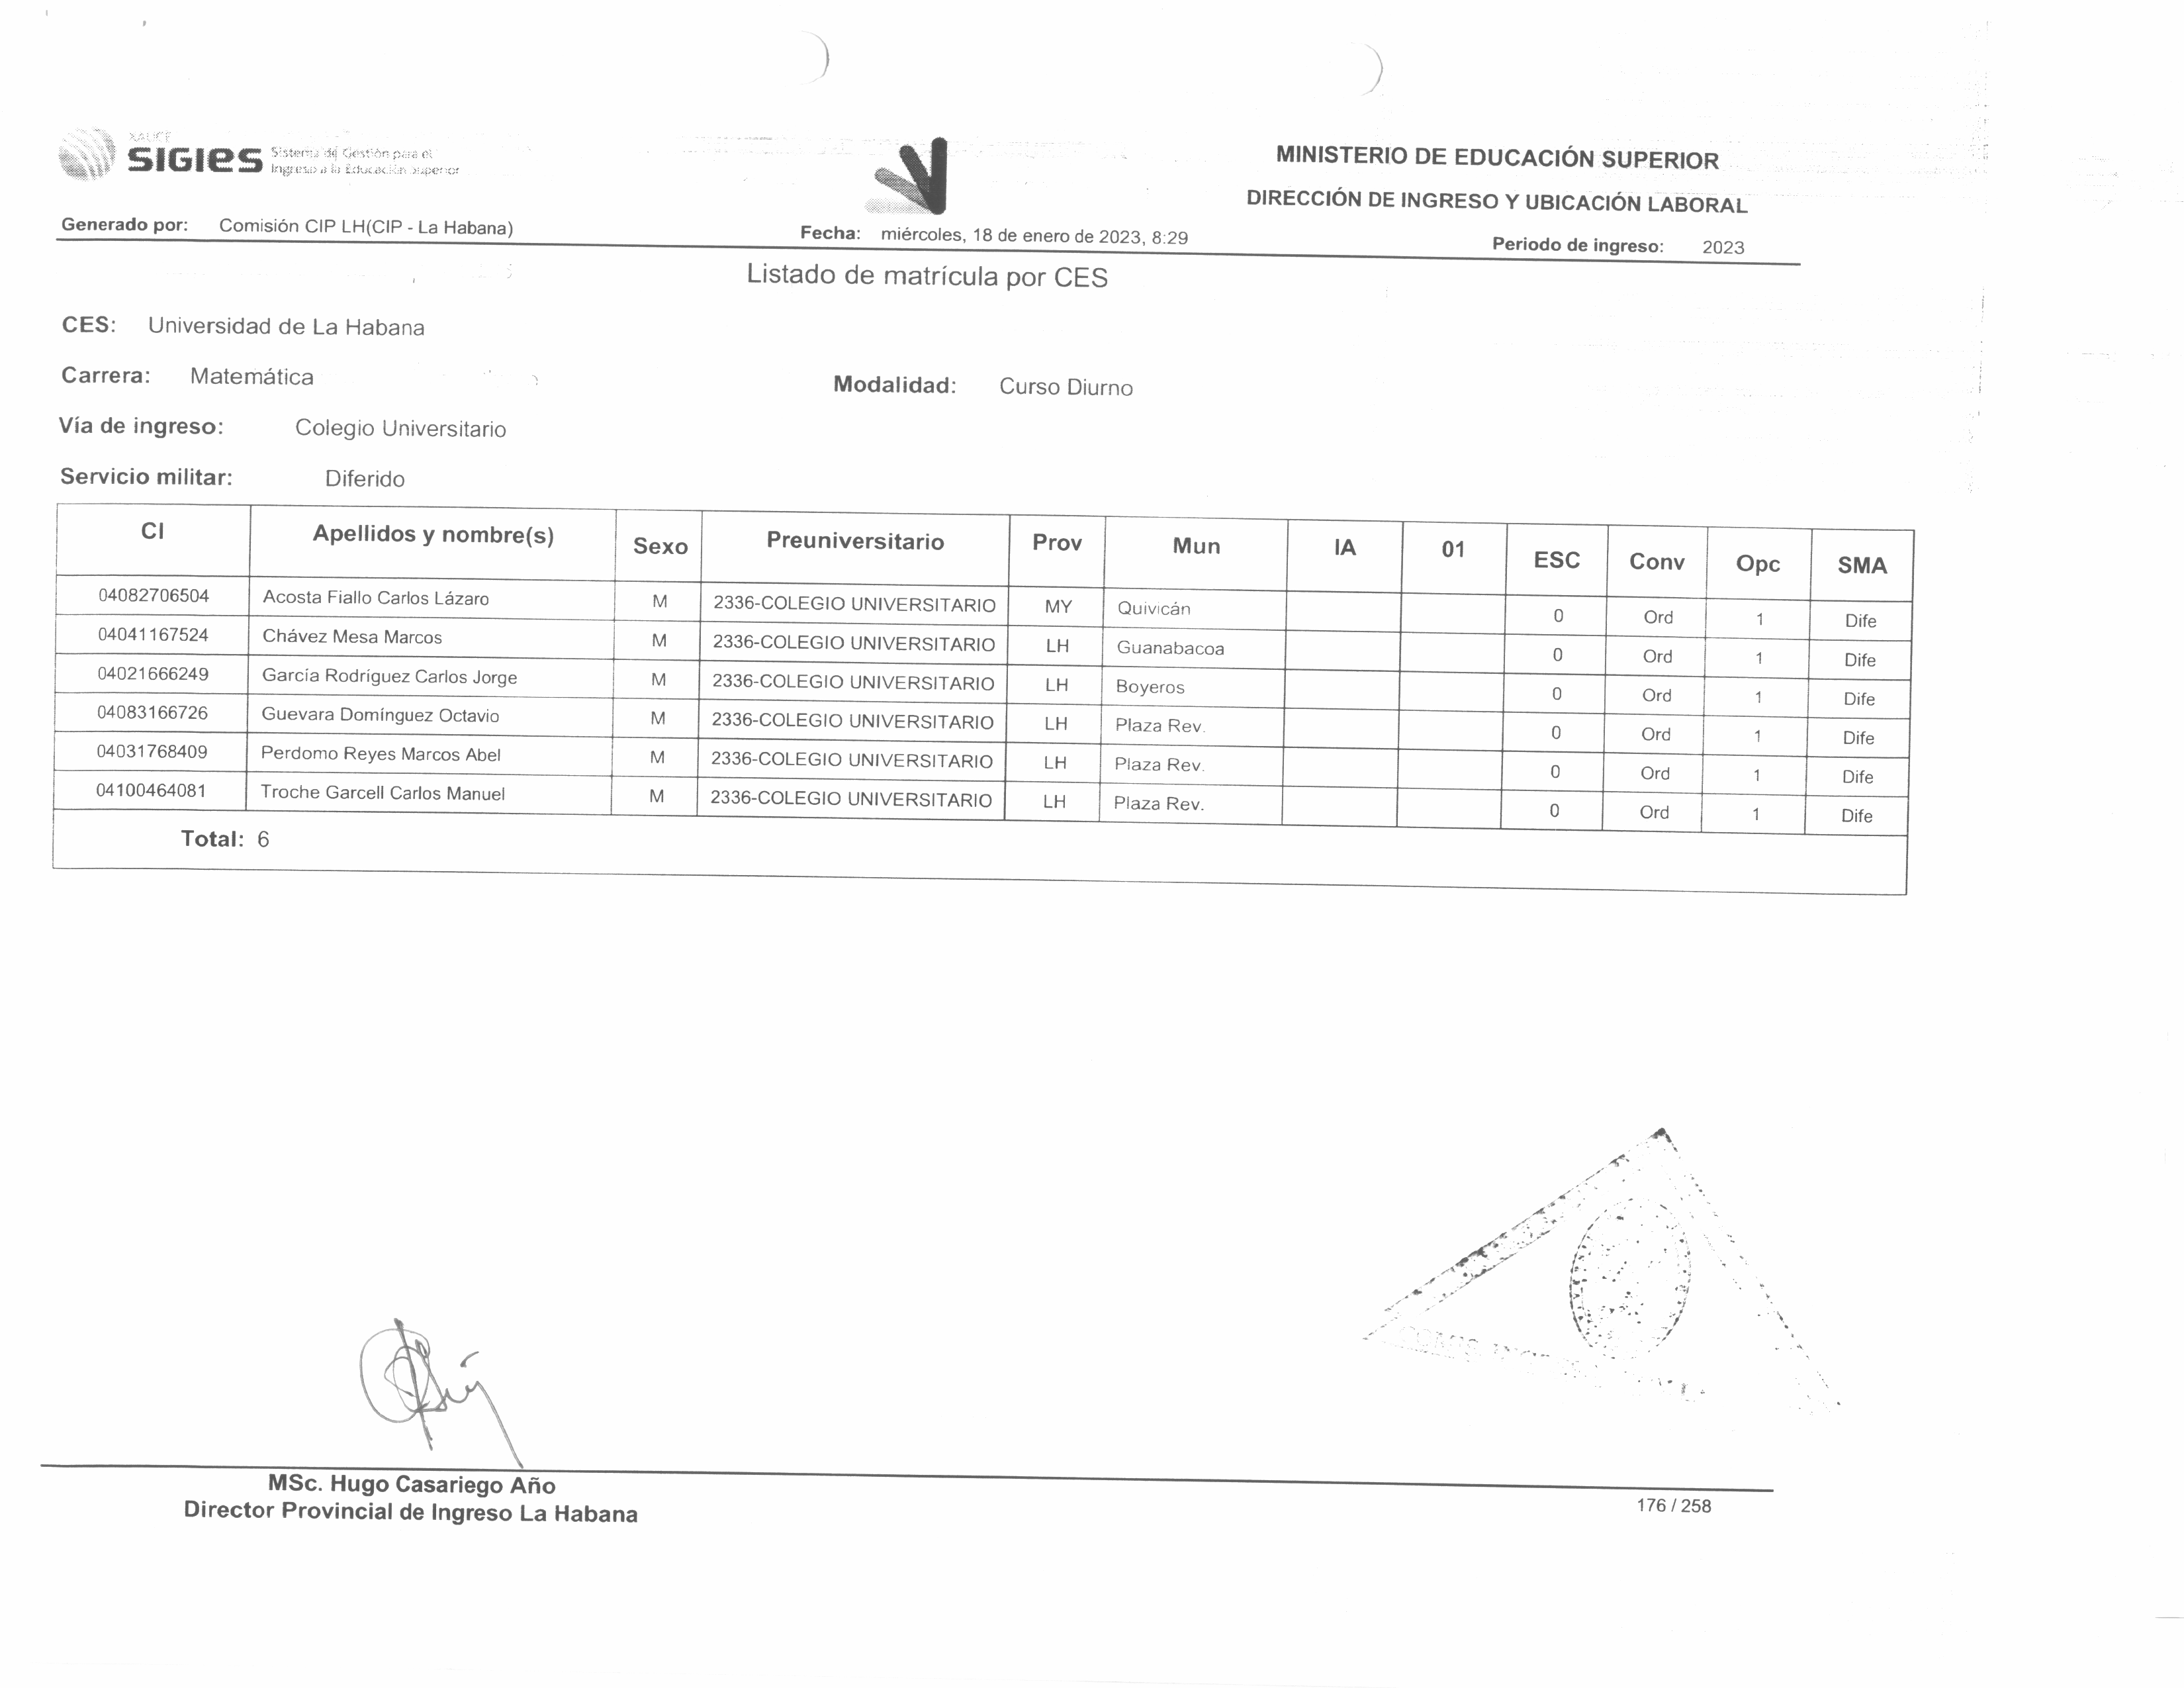 XAUCE
SIGIES Sistema de Gestión para el
Ingreso a la Educación Superior
MINISTERIO DE EDUCACIÓN SUPERIOR
DIRECCIÓN DE INGRESO Y UBICACIÓN LABORAL
Generado por: Comisión CIP LH(CIP - La Habana) Fecha: miércoles, 18 de enero de 2023, 8:29 Periodo de ingreso: 2023
Listado de matrícula por CES
CES: Universidad de La Habana
Carrera: Matemática Modalidad: Curso Diurno
Vía de ingreso: Colegio Universitario
Servicio militar: Diferido
CI Apellidos y nombre(s) Sexo Preuniversitario Prov Mun IA 01 ESC Conv Opc SMA
04082706504 Acosta Fiallo Carlos Lázaro M 2336-COLEGIO UNIVERSITARIO MY Quivicán 0 Ord 1 Dife
04041167524 Chávez Mesa Marcos M 2336-COLEGIO UNIVERSITARIO LH Guanabacoa 0 Ord 1 Dife
04021666249 García Rodríguez Carlos Jorge M 2336-COLEGIO UNIVERSITARIO LH Boyeros 0 Ord 1 Dife
04083166726 Guevara Domínguez Octavio M 2336-COLEGIO UNIVERSITARIO LH Plaza Rev. 0 Ord 1 Dife
04031768409 Perdomo Reyes Marcos Abel M 2336-COLEGIO UNIVERSITARIO LH Plaza Rev. 0 Ord 1 Dife
04100464081 Troche Garcell Carlos Manuel M 2336-COLEGIO UNIVERSITARIO LH Plaza Rev. 0 Ord 1 Dife
Total: 6
MSc. Hugo Casariego Año
Director Provincial de Ingreso La Habana
176 / 258